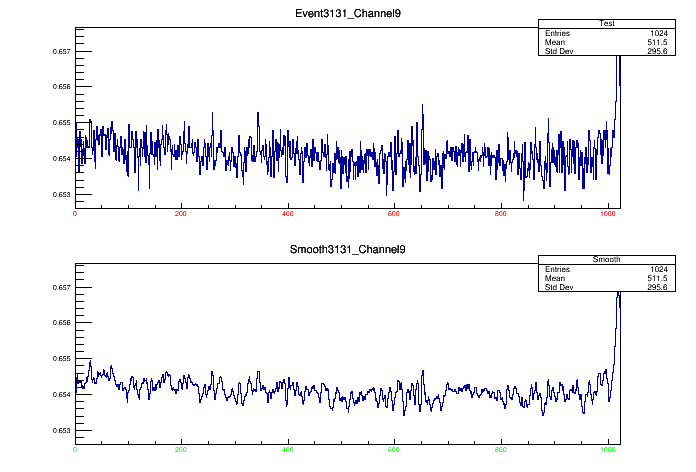 Event3131_Channel9
Test
Entries 1024
Mean 511.5
Std Dev 295.6
0.657
0.656
0.655
0.654
0.653
0 200 400 600 800 1000
Smooth3131_Channel9
Smooth
Entries 1024
Mean 511.5
Std Dev 295.6
0.657
0.656
0.655
0.654
0.653
0 200 400 600 800 1000